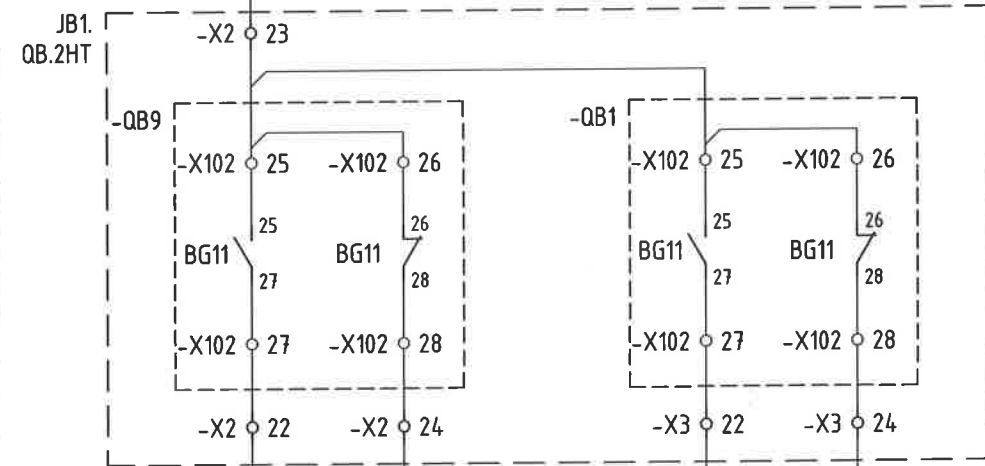 JB1.
QB.2HT
-X2 23
-QB9
-QB1
-X102 25 -X102 26
-X102 25 -X102 26
25 26
25 26
BG11 BG11
BG11 BG11
27 28
27 28
-X102 27 -X102 28
-X102 27 -X102 28
-X2 22 -X2 24
-X3 22 -X3 24